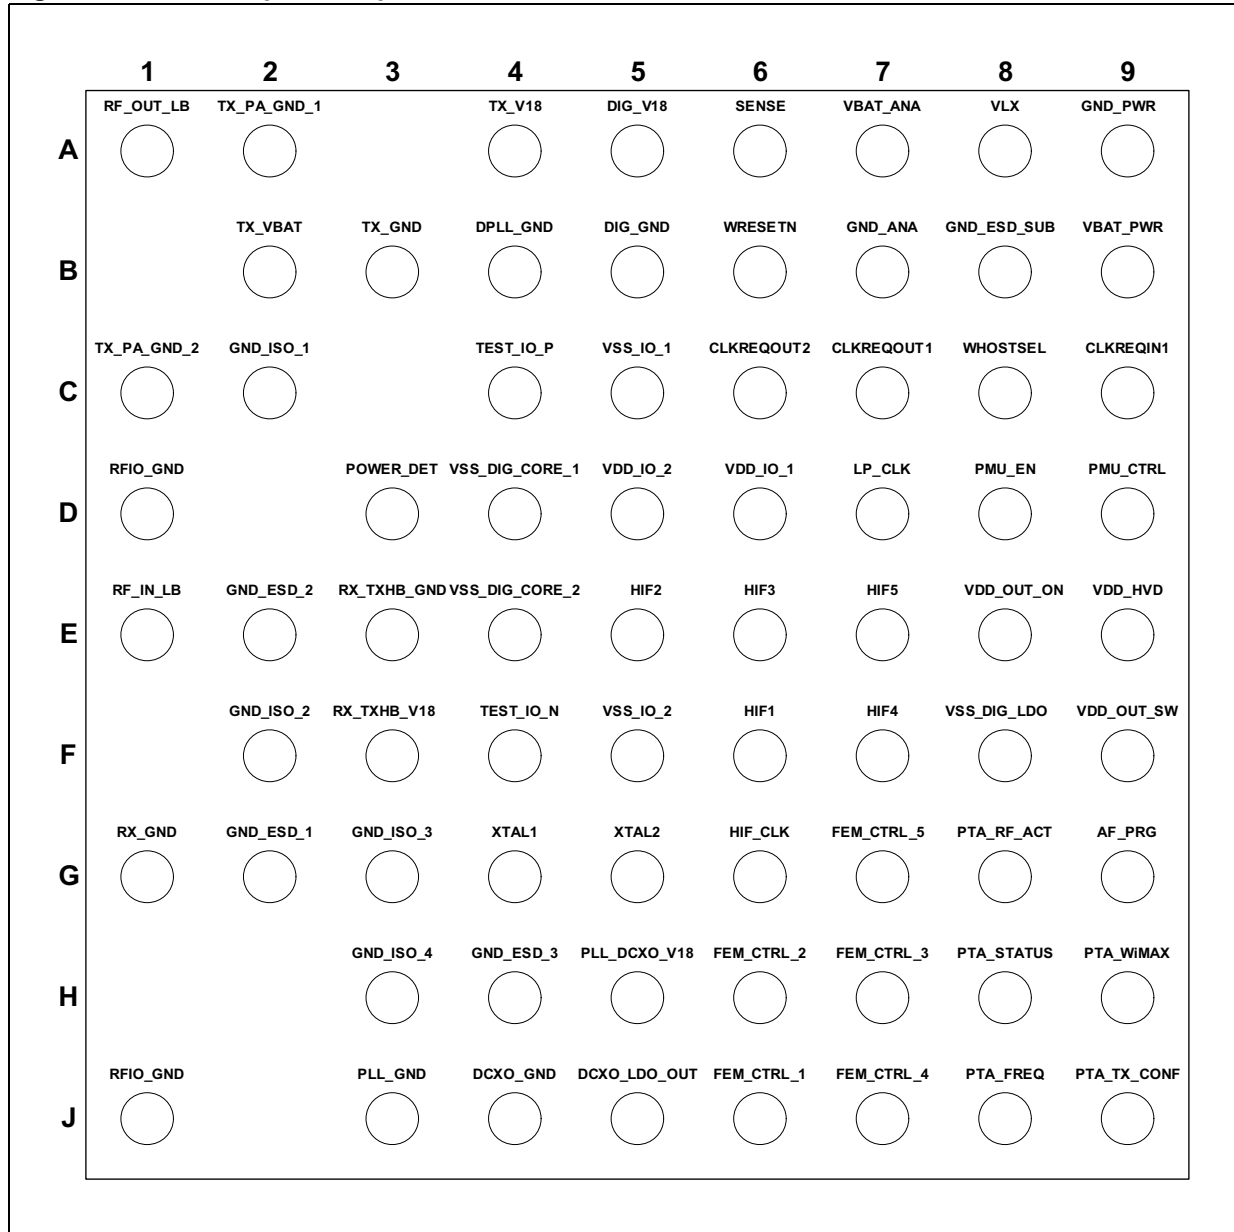 1 2 3 4 5 6 7 8 9
RF_OUT_LB TX_PA_GND_1 TX_V18 DIG_V18 SENSE VBAT_ANA VLX GND_PWR
A
TX_VBAT TX_GND DPLL_GND DIG_GND WRESETN GND_ANA GND_ESD_SUB VBAT_PWR
B
TX_PA_GND_2 GND_ISO_1 TEST_IO_P VSS_IO_1 CLKREQOUT2 CLKREQOUT1 WHOSTSEL CLKREQIN1
C
RFIO_GND POWER_DET VSS_DIG_CORE_1 VDD_IO_2 VDD_IO_1 LP_CLK PMU_EN PMU_CTRL
D
RF_IN_LB GND_ESD_2 RX_TXHB_GND VSS_DIG_CORE_2 HIF2 HIF3 HIF5 VDD_OUT_ON VDD_HVD
E
GND_ISO_2 RX_TXHB_V18 TEST_IO_N VSS_IO_2 HIF1 HIF4 VSS_DIG_LDO VDD_OUT_SW
F
RX_GND GND_ESD_1 GND_ISO_3 XTAL1 XTAL2 HIF_CLK FEM_CTRL_5 PTA_RF_ACT AF_PRG
G
GND_ISO_4 GND_ESD_3 PLL_DCXO_V18 FEM_CTRL_2 FEM_CTRL_3 PTA_STATUS PTA_WiMAX
H
RFIO_GND PLL_GND DCXO_GND DCXO_LDO_OUT FEM_CTRL_1 FEM_CTRL_4 PTA_FREQ PTA_TX_CONF
J